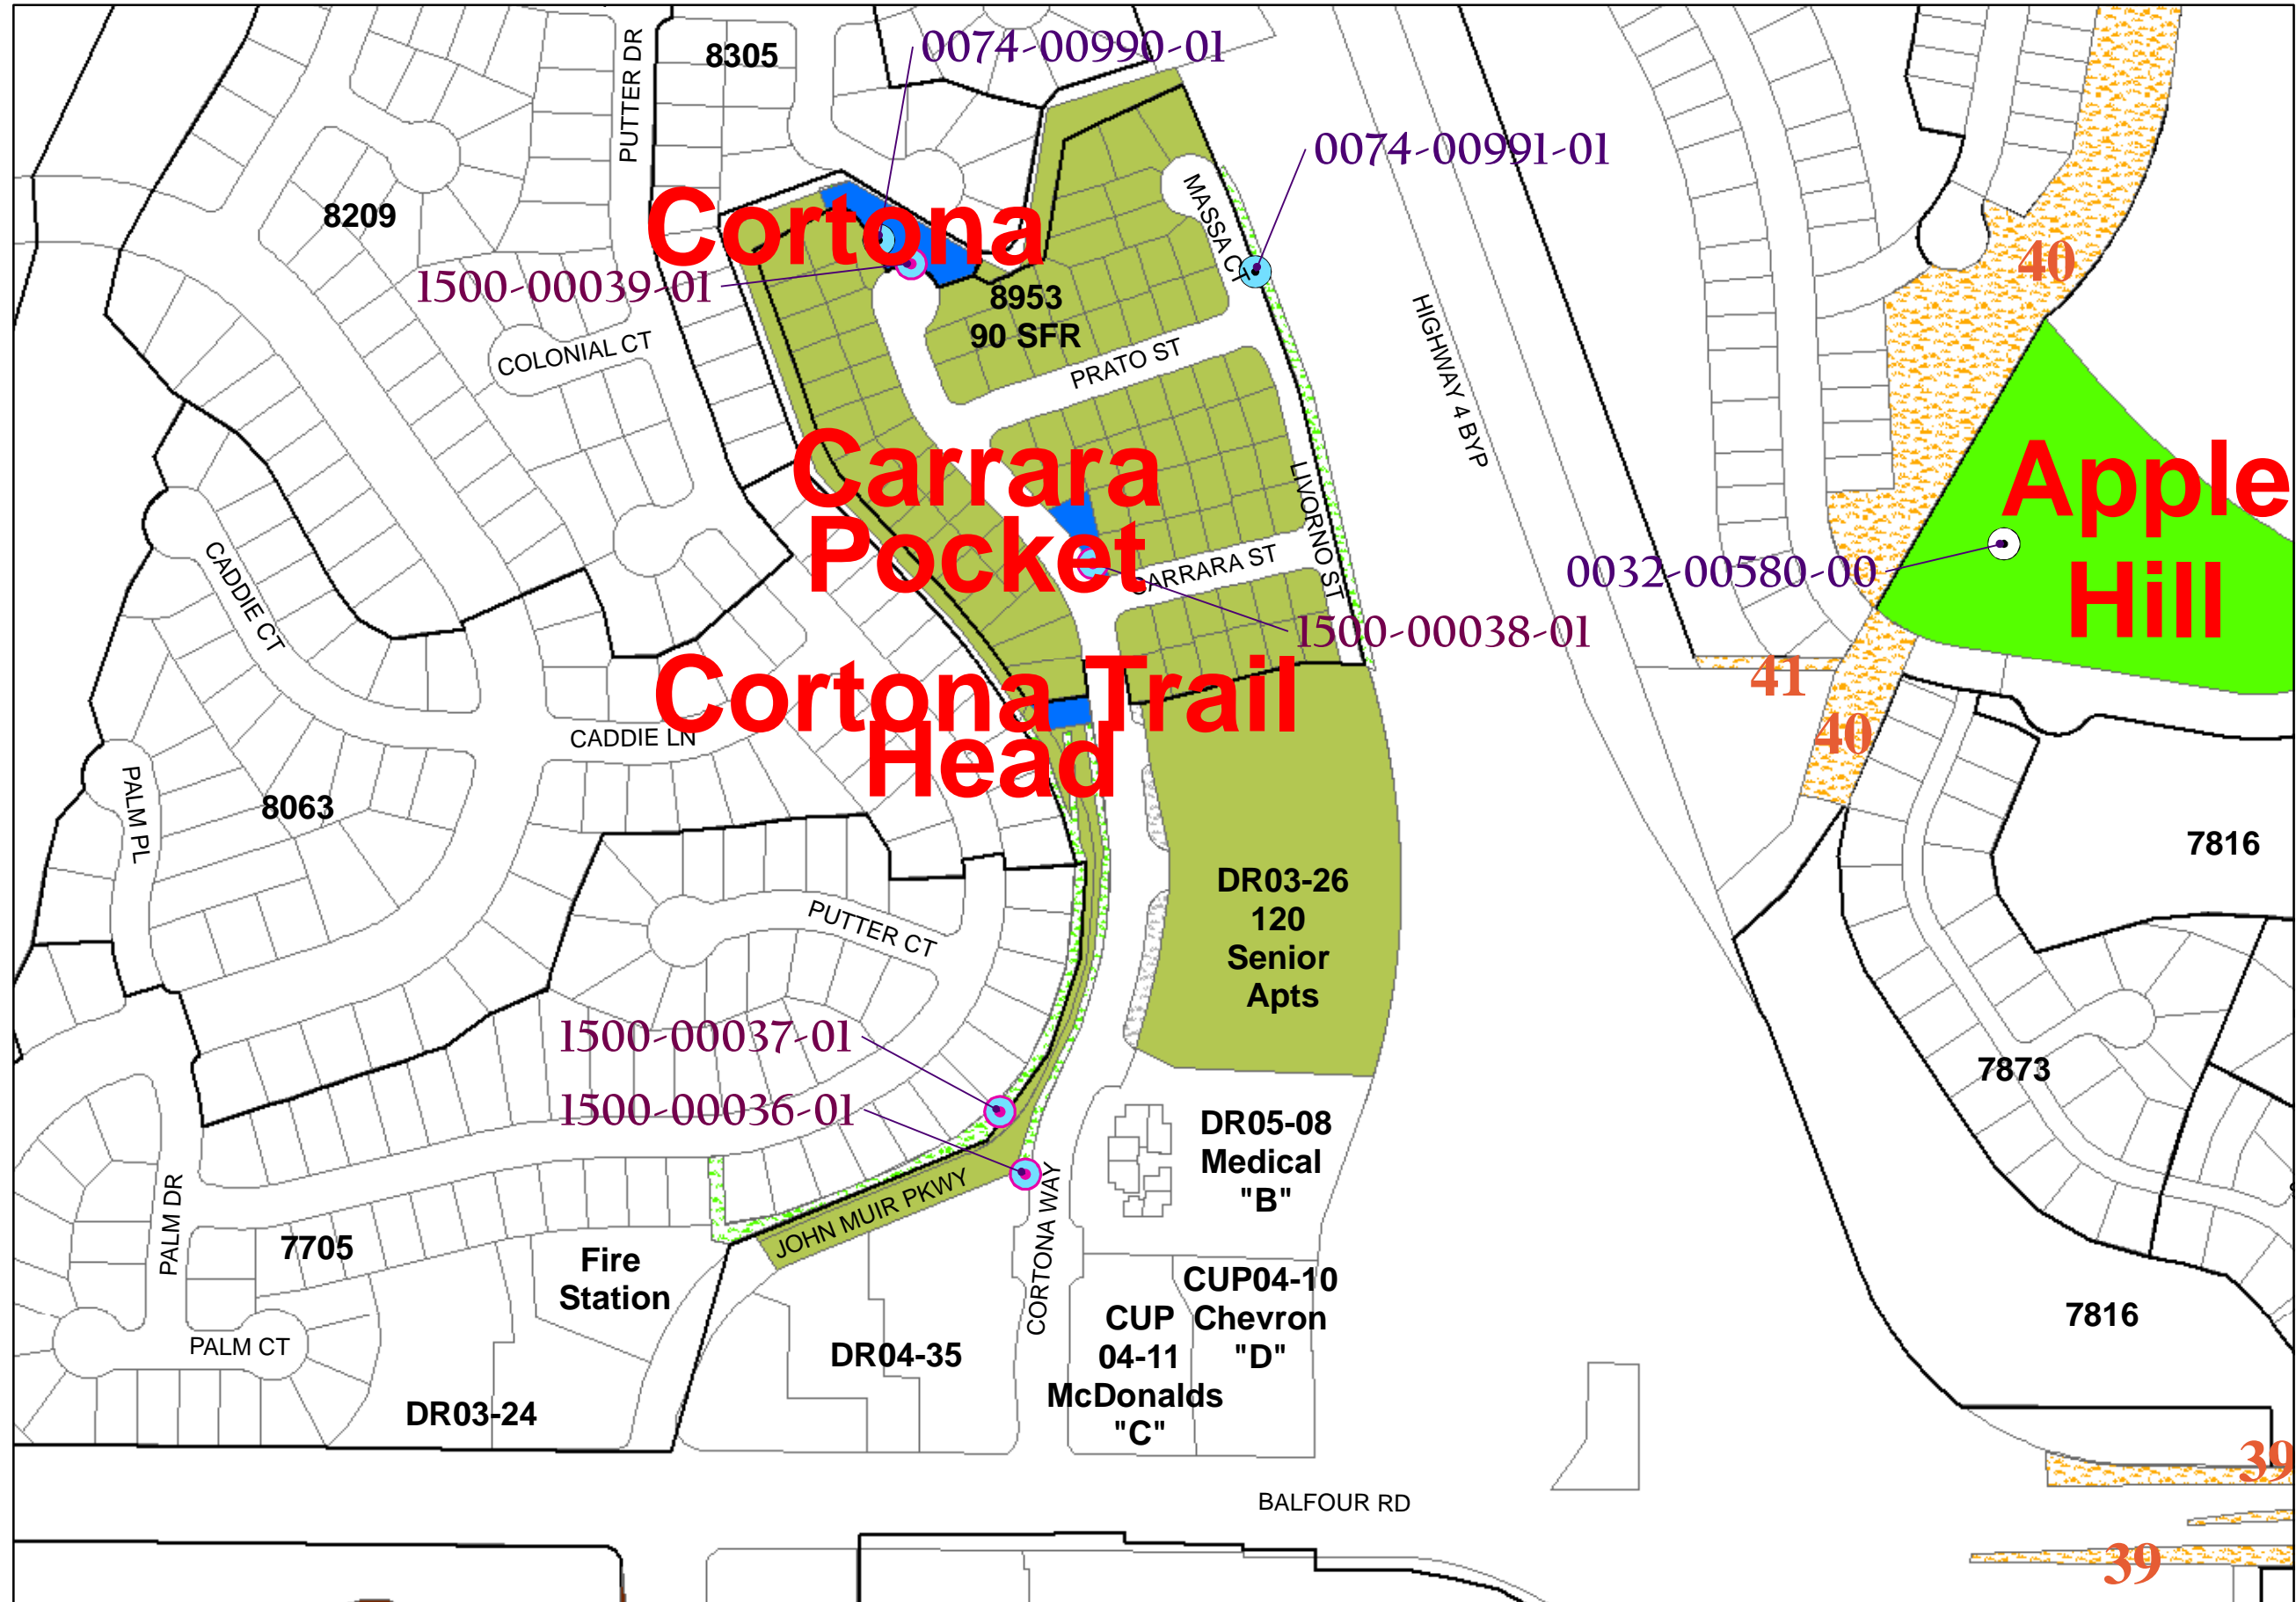 8305
PUTTER DR
0074-00990-01
0074-00991-01
8209
Cortona
MASSA CT
1500-00039-01
8953
90 SFR
40
COLONIAL CT
PRATO ST
HIGHWAY 4 BYP
Carrara
Pocket
LIVORNO ST
Apple
Hill
CADDIE CT
CARRARA ST
0032-00580-00
1500-00038-01
Cortona Trail
Head
41
40
CADDIE LN
PALM PL
8063
7816
DR03-26
120
Senior
Apts
PUTTER CT
1500-00037-01
1500-00036-01
7873
DR05-08
Medical
"B"
JOHN MUIR PKWY
CORTONA WAY
PALM DR
7705
Fire
Station
CUP04-10
Chevron
"D"
CUP
04-11
McDonalds
"C"
7816
PALM CT
DR04-35
DR03-24
39
BALFOUR RD
39